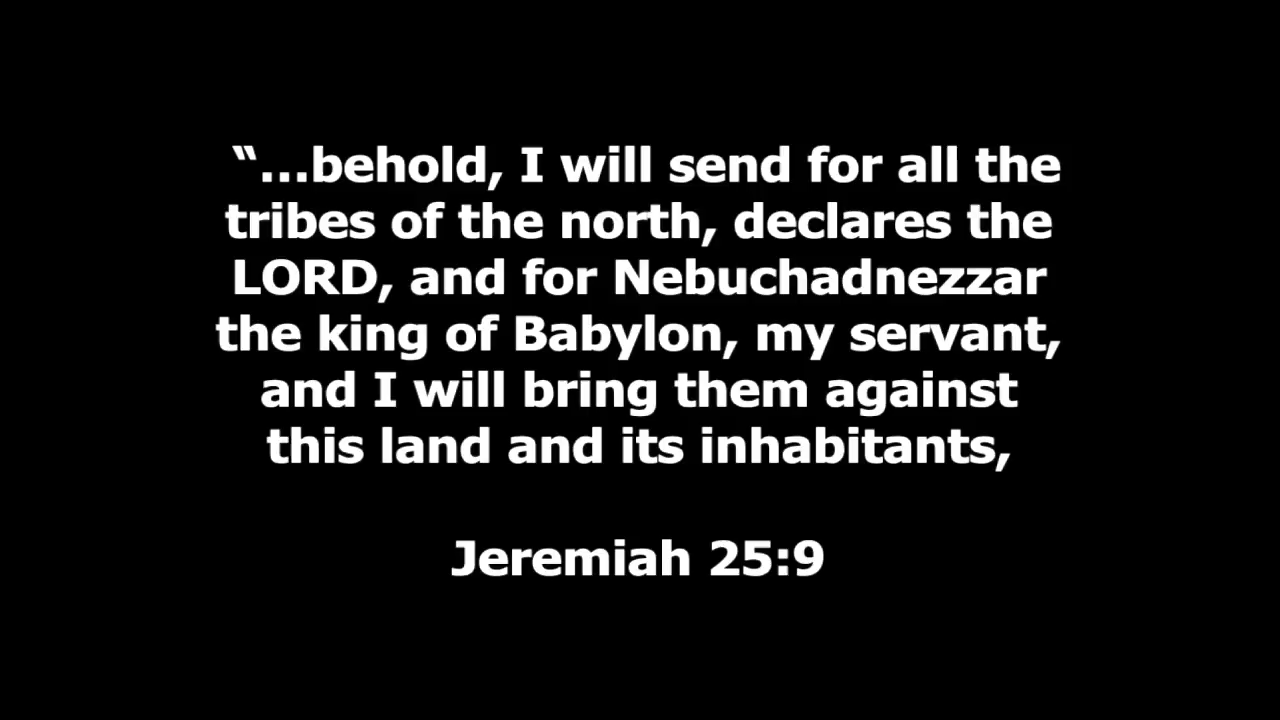 “...behold, I will send for all the
tribes of the north, declares the
LORD, and for Nebuchadnezzar
the king of Babylon, my servant,
and I will bring them against
this land and its inhabitants,
Jeremiah 25:9